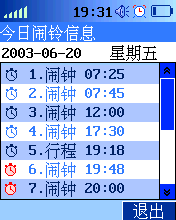 19:31
今日闹铃信息
2003-06-20 星期五
1.闹钟 07:25
2.闹钟 07:45
3.闹钟 12:00
4.闹钟 17:30
5.行程 19:18
6.闹钟 19:48
7.闹钟 20:00
退出